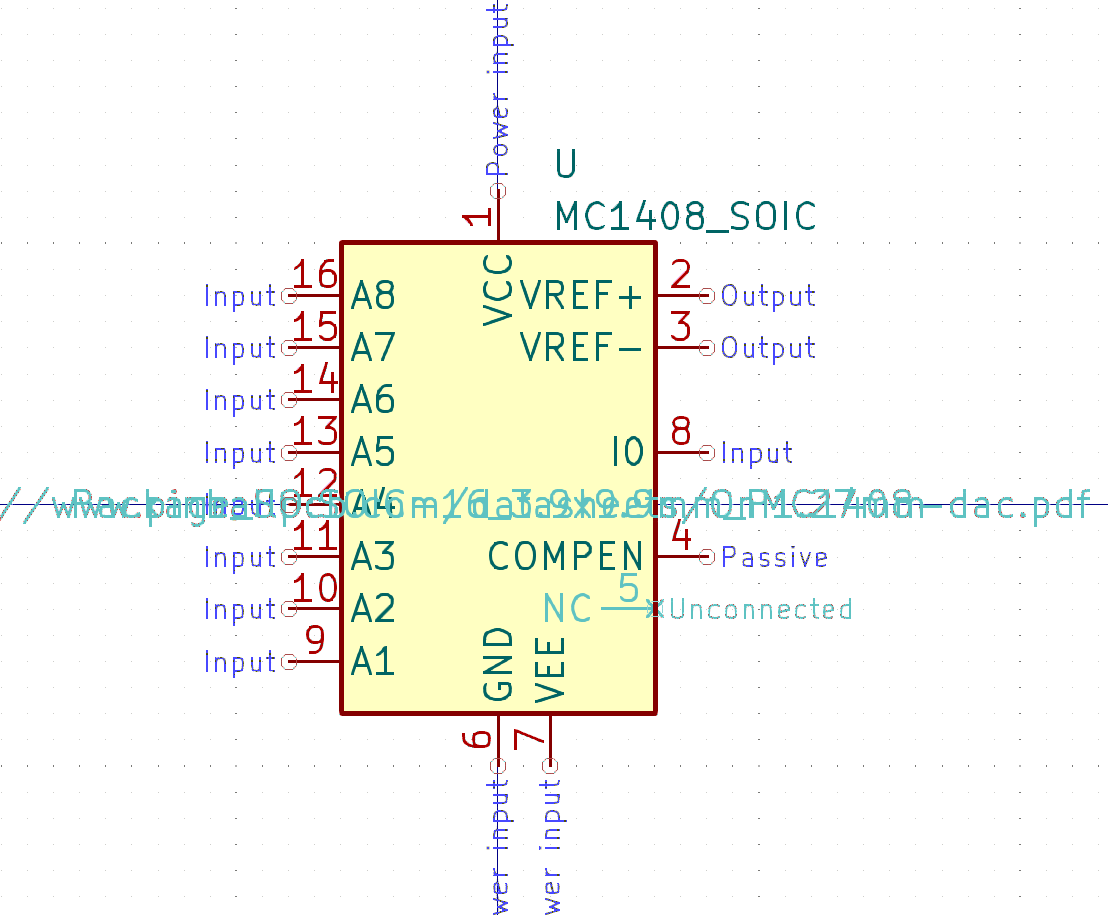 Power input
U
1
MC1408_SOIC
VCC
Input 16 A8 VREF+ 2 Output
Input 15 A7 VREF- 3 Output
Input 14 A6
Input 13 A5 IO 8 Input
12 A4
Input 11 A3 COMPEN 4 Passive
Input 10 A2 NC 5 Unconnected
Input 9 A1
GND VEE
6 7
wer input wer input